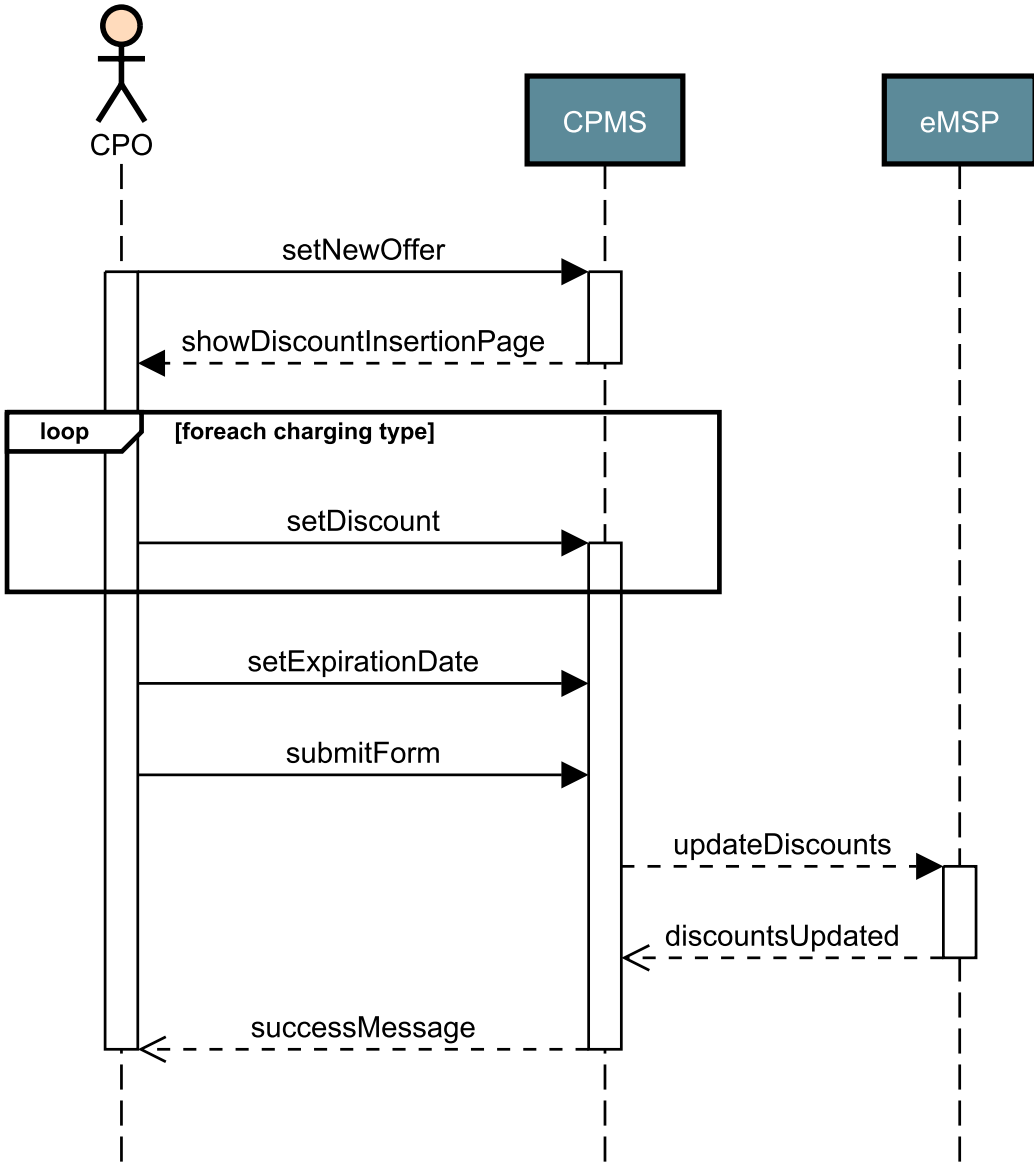 CPO
CPMS
eMSP
setNewOffer
showDiscountInsertionPage
loop [foreach charging type]
setDiscount
setExpirationDate
submitForm
updateDiscounts
discountsUpdated
successMessage